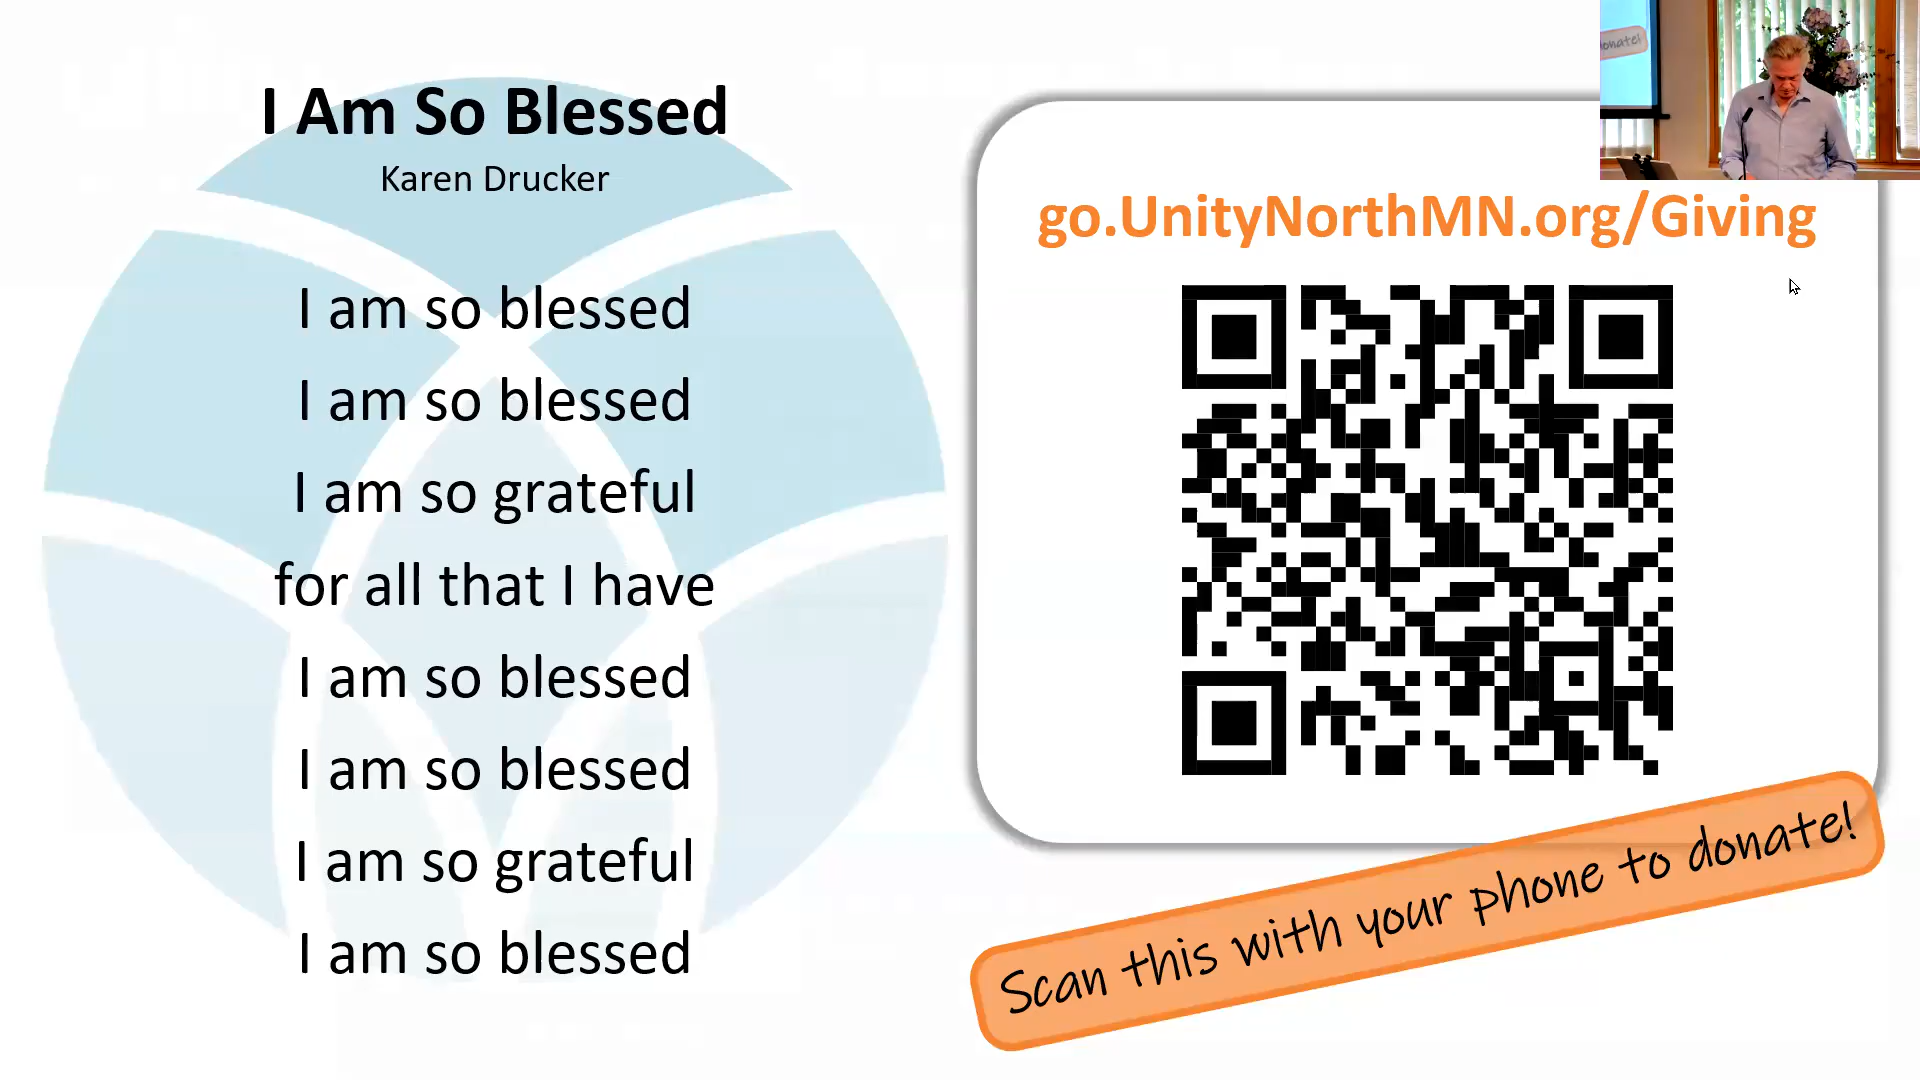 I Am So Blessed
Karen Drucker
I am so blessed
I am so blessed
I am so grateful
for all that I have
I am so blessed
I am so blessed
I am so grateful
I am so blessed
go.UnityNorthMN.org/Giving
Scan this with your phone to donate!
donate!